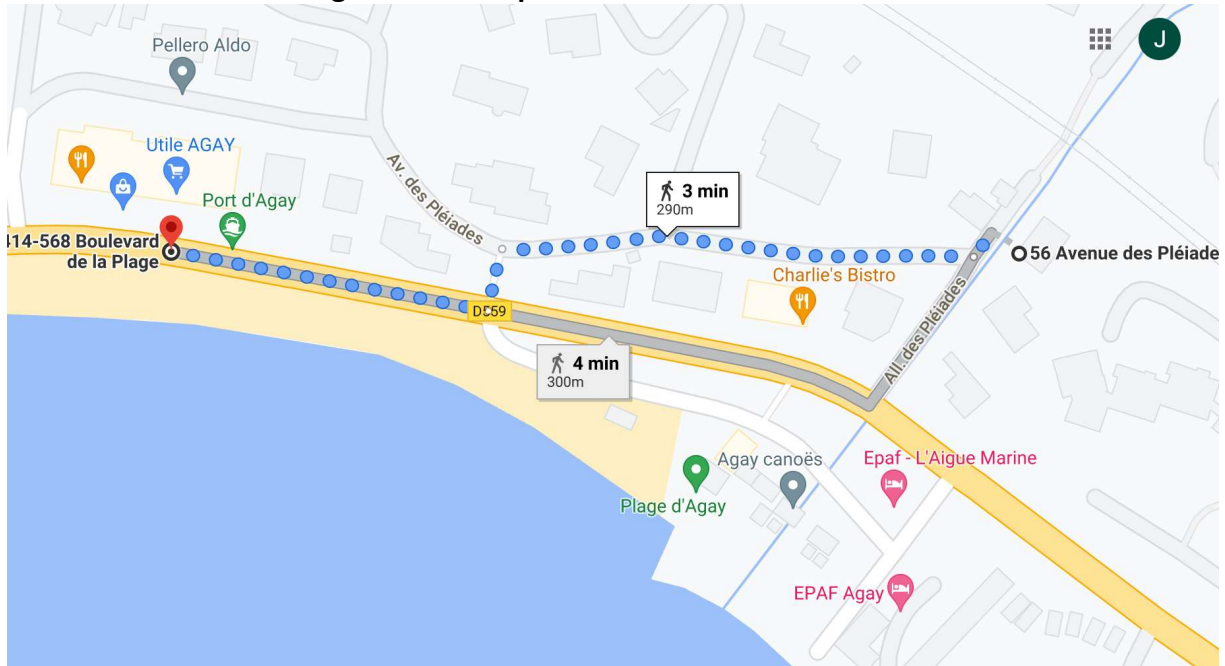 Pellero Aldo
J
Utile AGAY
Av. des Pléiades
3 min
290m
Port d'Agay
414-568 Boulevard
de la Plage
56 Avenue des Pléiade
Charlie's Bistro
D559
All. des Pléiades
4 min
300m
Agay canoës
Epaf - L'Aigue Marine
Plage d'Agay
EPAF Agay